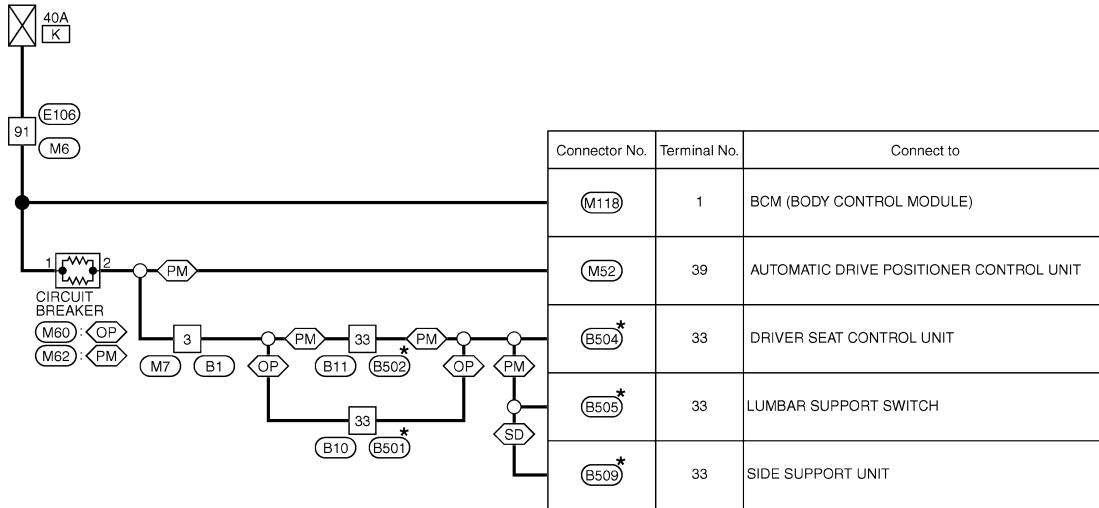 40A
K
E106
91
M6
Connector No. Terminal No. Connect to
M118 1 BCM (BODY CONTROL MODULE)
1 2 PM M52 39 AUTOMATIC DRIVE POSITIONER CONTROL UNIT
CIRCUIT
BREAKER
M60 : OP
M62 : PM
3 PM 33 PM B504* 33 DRIVER SEAT CONTROL UNIT
M7 B1 OP B11 B502* OP PM
33 B505* 33 LUMBAR SUPPORT SWITCH
B10 B501* SD
B509* 33 SIDE SUPPORT UNIT